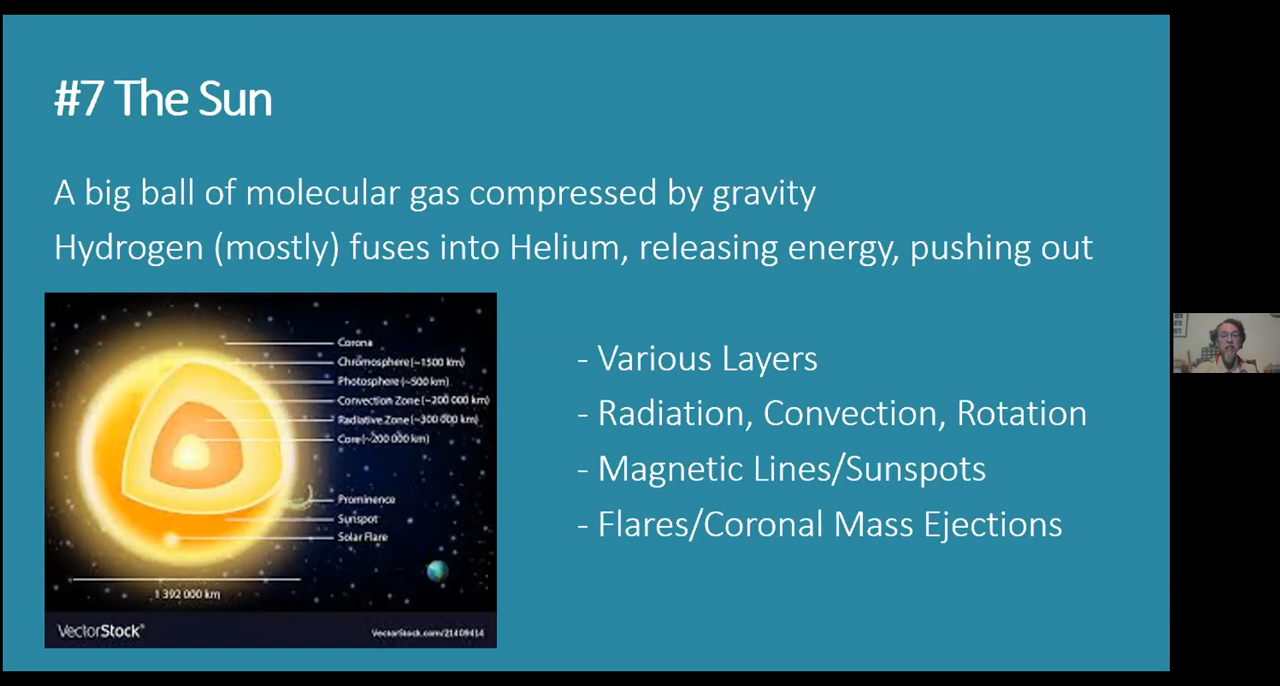 #7 The Sun
A big ball of molecular gas compressed by gravity
Hydrogen (mostly) fuses into Helium, releasing energy, pushing out
Corona
Chromosphere (~1500 km)
Photosphere (~500 km)
Convection Zone (~200 000 km)
Radiative Zone (~300 000 km)
Core (~200 000 km)
Prominence
Sunspot
Solar Flare
1 392 000 km
VectorStock®
VectorStock.com/21409414
- Various Layers
- Radiation, Convection, Rotation
- Magnetic Lines/Sunspots
- Flares/Coronal Mass Ejections